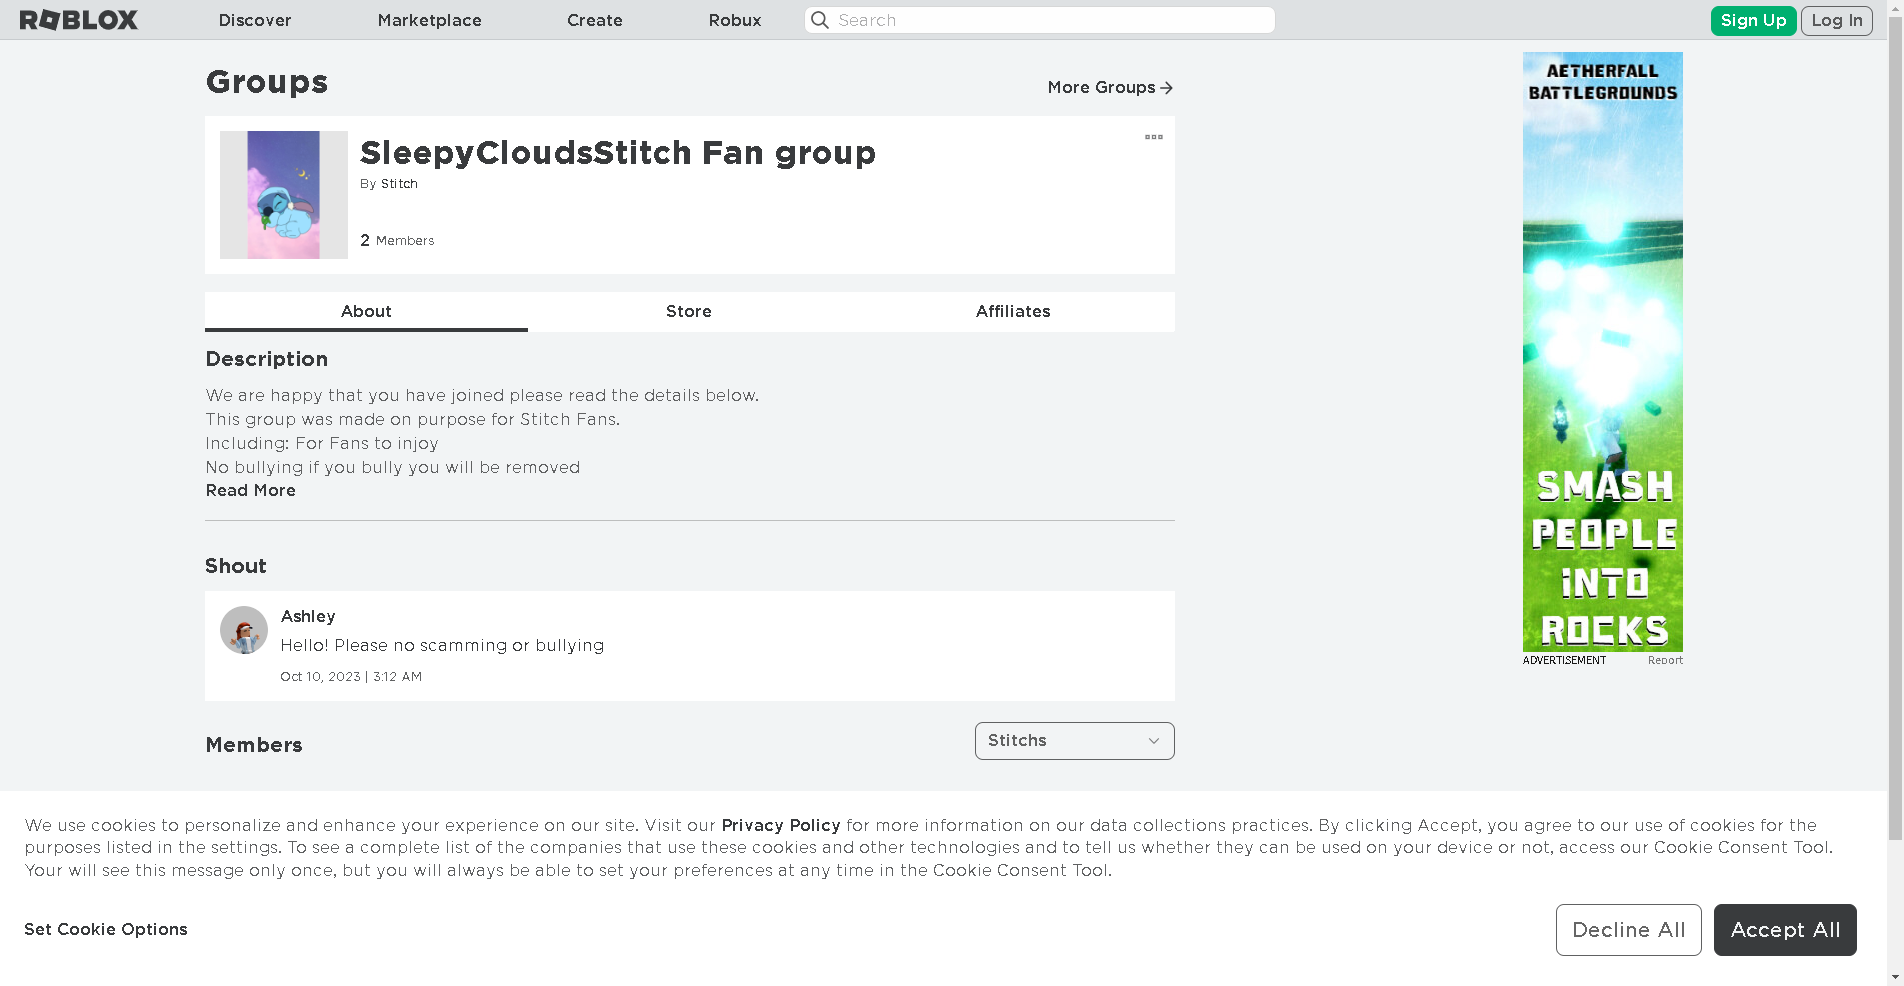 ROBLOX Discover Marketplace Create Robux Search Sign Up Log In
Groups
More Groups
SleepyCloudsStitch Fan group
By Stitch
2 Members
About Store Affiliates
Description
We are happy that you have joined please read the details below.
This group was made on purpose for Stitch Fans.
Including: For Fans to injoy
No bullying if you bully you will be removed
Read More
Shout
Ashley
Hello! Please no scamming or bullying
Oct 10, 2023 | 3:12 AM
Members
Stitchs
AETHERFALL
BATTLEGROUNDS
SMASH
PEOPLE
INTO
ROCKS
ADVERTISEMENT Report
We use cookies to personalize and enhance your experience on our site. Visit our Privacy Policy for more information on our data collections practices. By clicking Accept, you agree to our use of cookies for the
purposes listed in the settings. To see a complete list of the companies that use these cookies and other technologies and to tell us whether they can be used on your device or not, access our Cookie Consent Tool.
Your will see this message only once, but you will always be able to set your preferences at any time in the Cookie Consent Tool.
Set Cookie Options
Decline All
Accept All